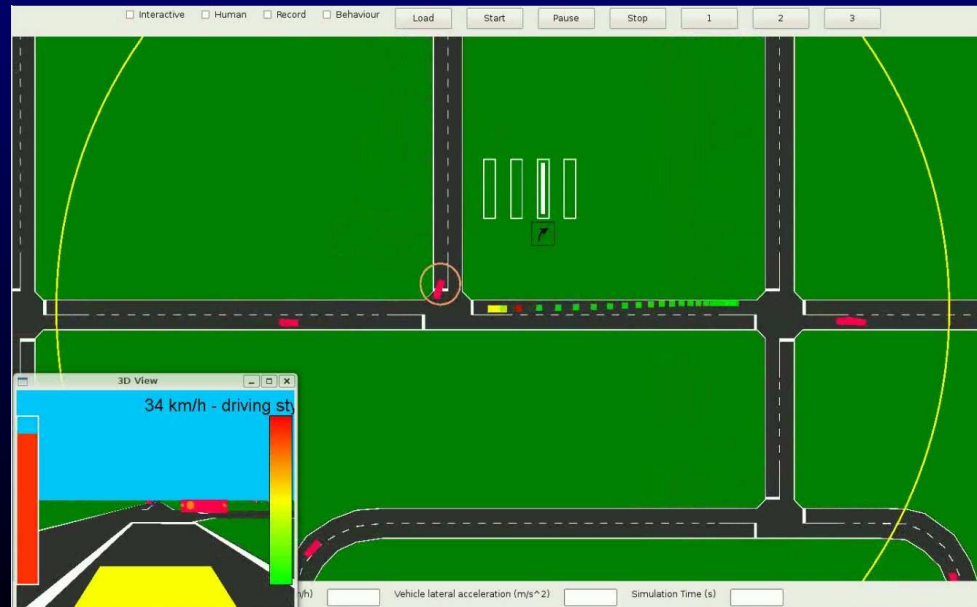 Interactive Human Record Behaviour Load Start Pause Stop 1 2 3
3D View
34 km/h - driving sty
/h) Vehicle lateral acceleration (m/s^2) Simulation Time (s)